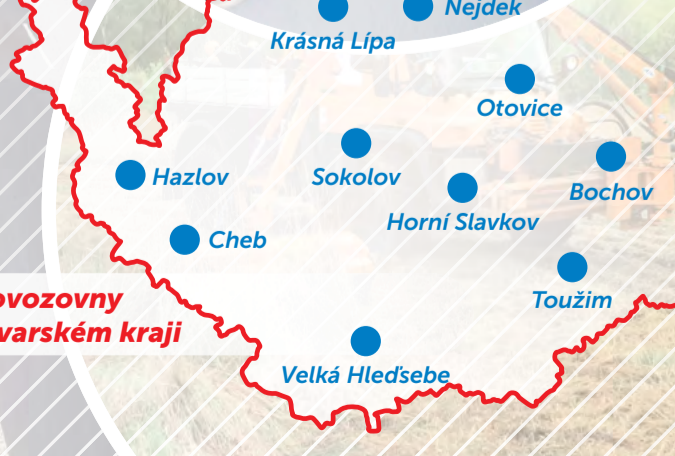 Nejdek
Krásná Lípa
Otovice
Hazlov
Sokolov
Bochov
Horní Slavkov
Cheb
Toužim
ovozovny
varském kraji
Velká Hleďsebe